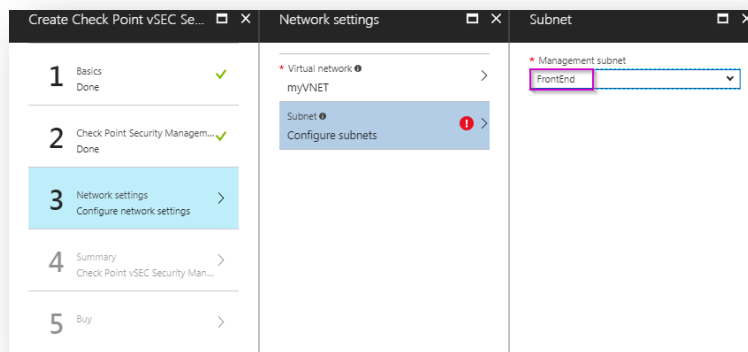 Create Check Point vSEC Se...
1
Basics
Done
2
Check Point Security Managem...
Done
3
Network settings
Configure network settings
4
Summary
Check Point vSEC Security Man...
5
Buy
Network settings
* Virtual network
myVNET
Subnet
Configure subnets
Subnet
* Management subnet
FrontEnd